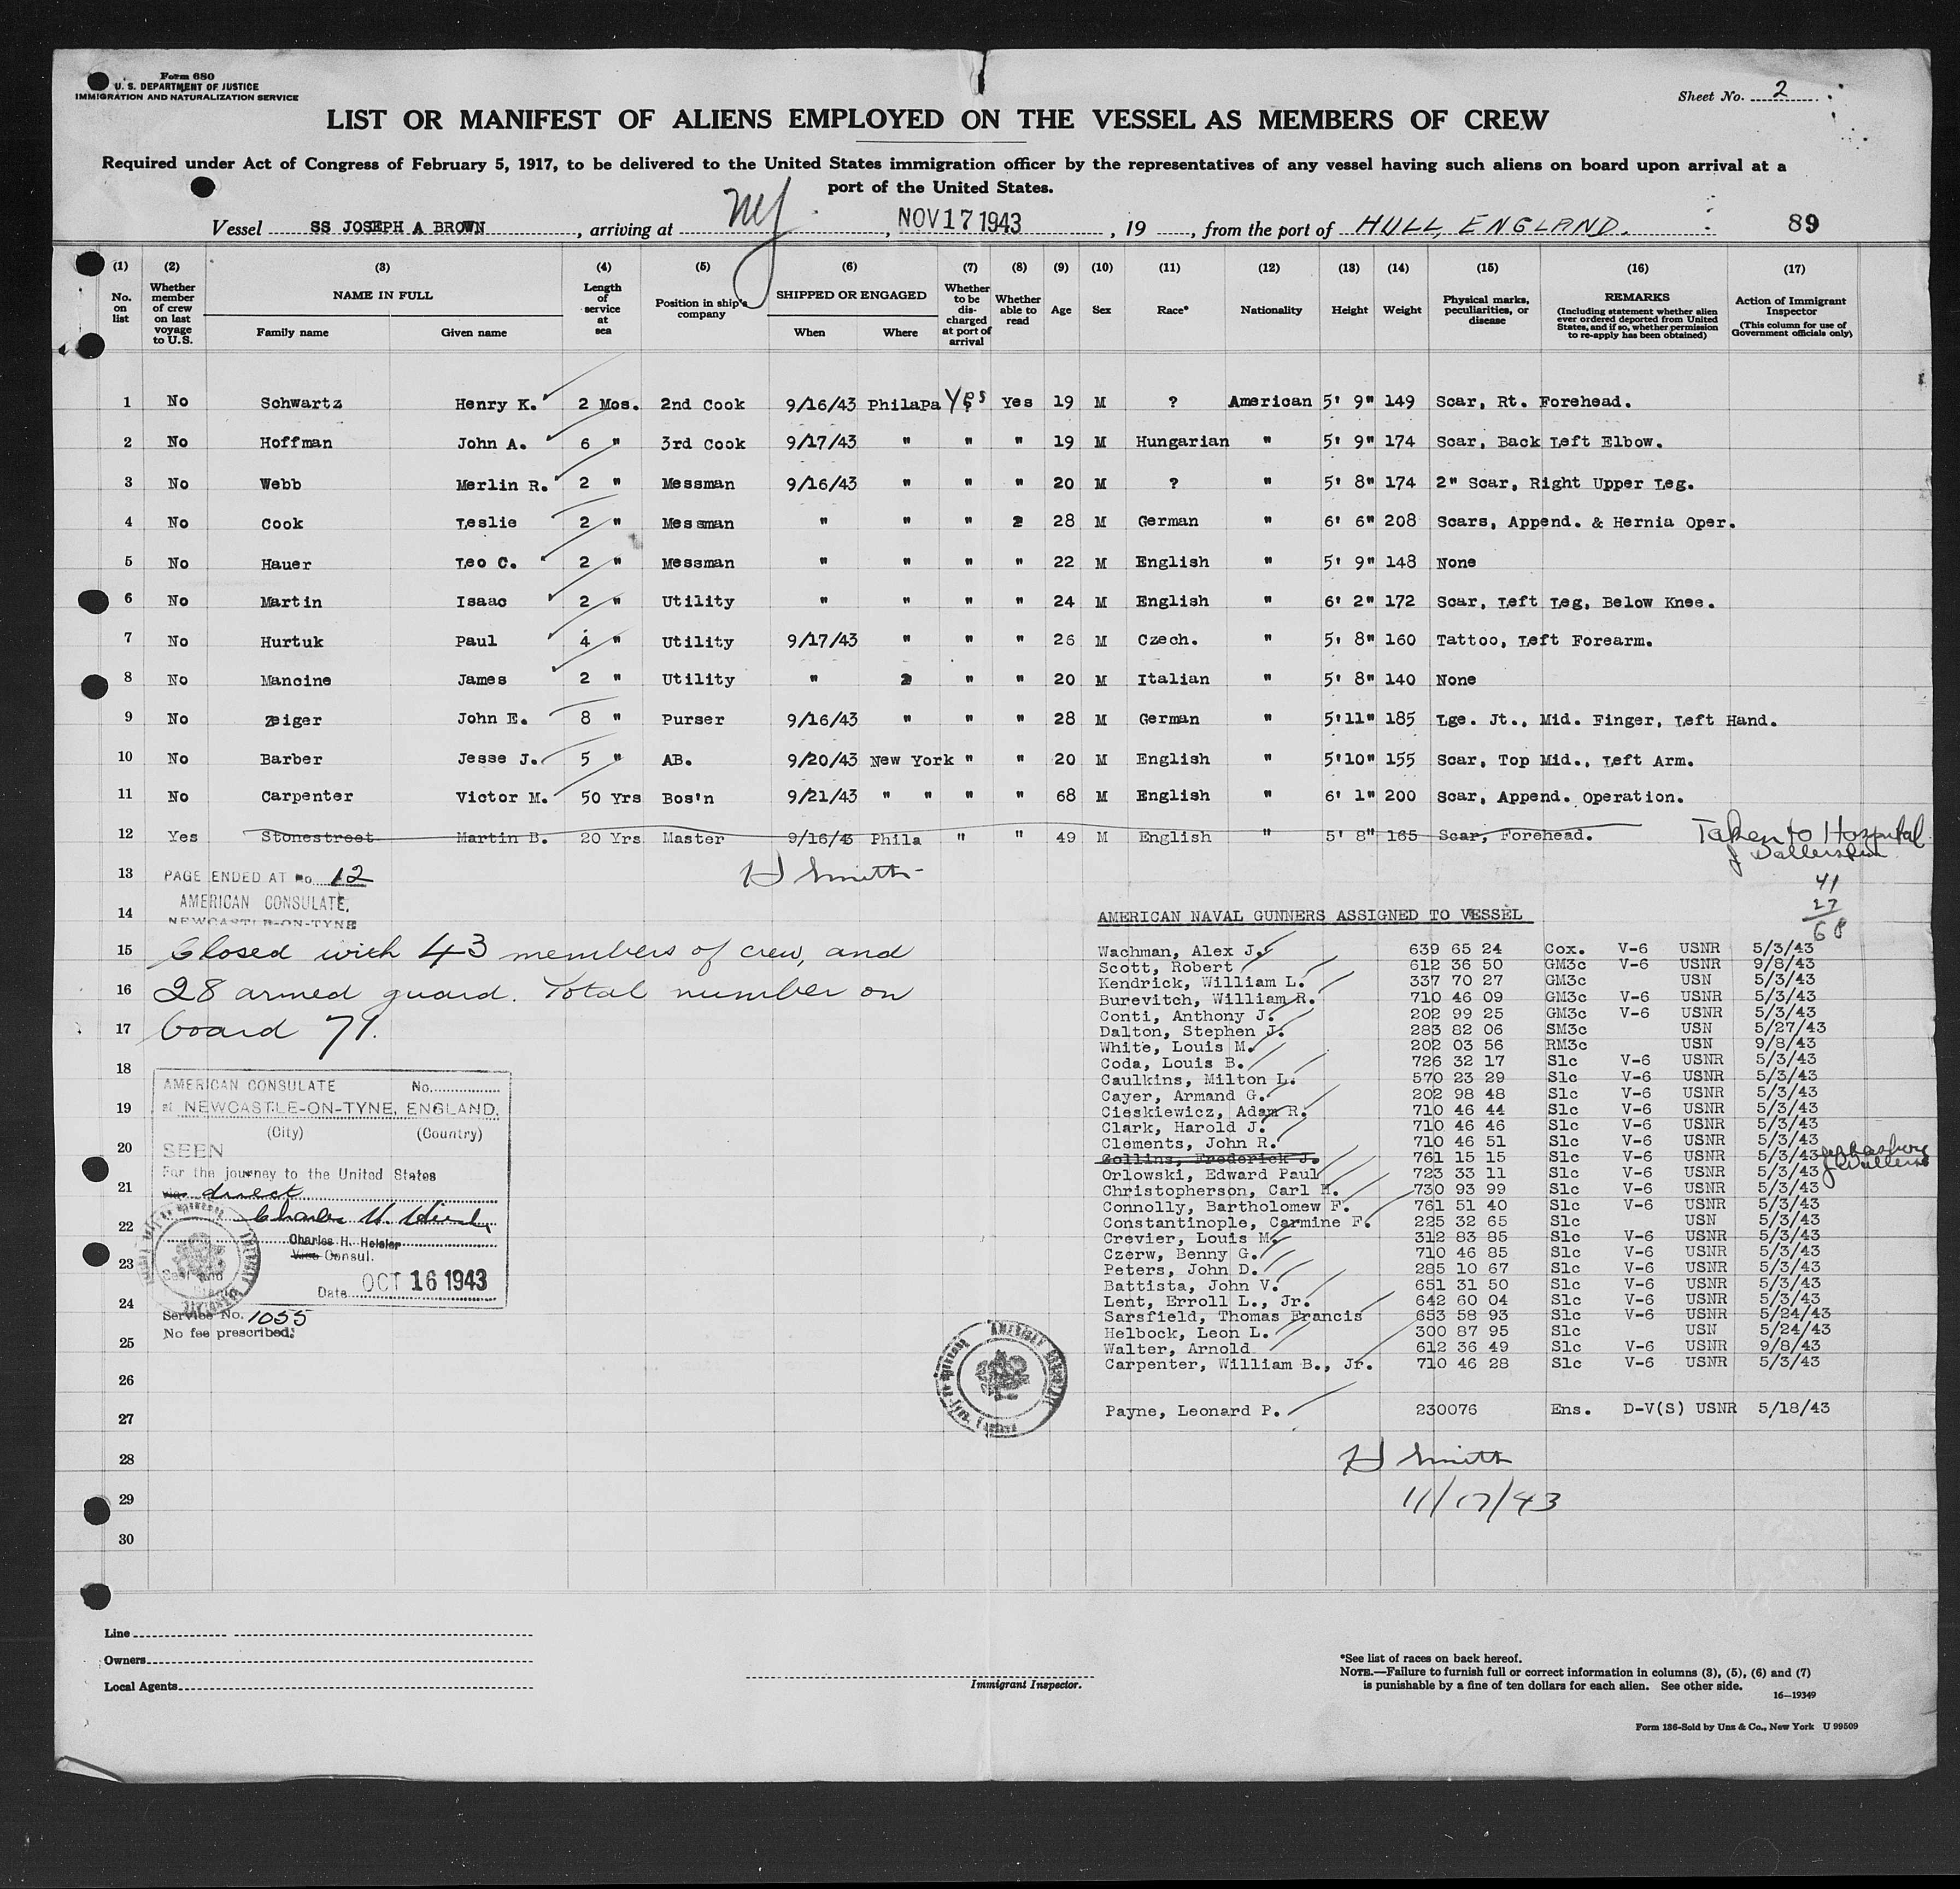 Form 680
U. S. DEPARTMENT OF JUSTICE
IMMIGRATION AND NATURALIZATION SERVICE
Sheet No. 2
LIST OR MANIFEST OF ALIENS EMPLOYED ON THE VESSEL AS MEMBERS OF CREW
Required under Act of Congress of February 5, 1917, to be delivered to the United States immigration officer by the representatives of any vessel having such aliens on board upon arrival at a
port of the United States.
Vessel SS JOSEPH A BROWN, arriving at NY, NOV 17 1943, 19 , from the port of HULL, ENGLAND. 89
(1) (2) (3) (4) (5) (6) (7) (8) (9) (10) (11) (12) (13) (14) (15) (16) (17)
No. on list
Whether member of crew on last voyage to U.S.
NAME IN FULL
Family name Given name
Length of service at sea
Position in ship's company
SHIPPED OR ENGAGED
When Where
Whether to be discharged at port of arrival
Whether able to read
Age
Sex
Race*
Nationality
Height
Weight
Physical marks, peculiarities, or disease
REMARKS
(Including statement whether alien ever ordered deported from United States, and if so, whether permission to re-apply has been obtained)
Action of Immigrant Inspector
(This column for use of Government officials only)
1 No Schwartz Henry K. 2 Mos. 2nd Cook 9/16/43 PhilaPa Yes Yes 19 M ? American 5' 9" 149 Scar, Rt. Forehead.
2 No Hoffman John A. 6 " 3rd Cook 9/17/43 " " " 19 M Hungarian " 5' 9" 174 Scar, Back Left Elbow.
3 No Webb Merlin R. 2 " Messman 9/16/43 " " " 20 M ? " 5' 8" 174 2" Scar, Right Upper Leg.
4 No Cook Leslie 2 " Messman " " " " 28 M German " 6' 6" 208 Scars, Append. & Hernia Oper.
5 No Hauer Leo C. 2 " Messman " " " " 22 M English " 5' 9" 148 None
6 No Martin Isaac 2 " Utility " " " " 24 M English " 6' 2" 172 Scar, Left Leg, Below Knee.
7 No Hurtuk Paul 4 " Utility 9/17/43 " " " 26 M Czech. " 5' 8" 160 Tattoo, Left Forearm.
8 No Mancine James 2 " Utility " " " " 20 M Italian " 5' 8" 140 None
9 No Zeiger John E. 8 " Purser 9/16/43 " " " 28 M German " 5'11" 185 Lge. Jt., Mid. Finger, Left Hand.
10 No Barber Jesse J. 5 " AB. 9/20/43 New York " " 20 M English " 5'10" 155 Scar, Top Mid., Left Arm.
11 No Carpenter Victor M. 50 Yrs Bos'n 9/21/43 " " " " 68 M English " 6' 1" 200 Scar, Append. Operation.
12 Yes Stonestreet Martin B. 20 Yrs Master 9/16/43 Phila " " 49 M English " 5' 8" 165 Scar, Forehead. Taken to Hospital
13 PAGE ENDED AT No. 12 H Smith
AMERICAN CONSULATE,
NEWCASTLE-ON-TYNE
41
27
68
14 AMERICAN NAVAL GUNNERS ASSIGNED TO VESSEL
15 Closed with 43 members of crew, and
16 28 armed guard. Total number on
17 board 71.
Wachman, Alex J. 639 65 24 Cox. V-6 USNR 5/3/43
Scott, Robert 612 36 50 GM3c V-6 USNR 9/8/43
Kendrick, William L. 337 70 27 GM3c USN 5/3/43
Burevitch, William R. 710 46 09 GM3c V-6 USNR 5/3/43
Conti, Anthony J. 202 99 25 GM3c V-6 USNR 5/3/43
Dalton, Stephen J. 283 82 06 SM3c USN 5/27/43
White, Louis M. 202 03 56 RM3c USN 9/8/43
Coda, Louis B. 726 32 17 S1c V-6 USNR 5/3/43
Caulkins, Milton L. 570 23 29 S1c V-6 USNR 5/3/43
Cayer, Armand G. 202 98 48 S1c V-6 USNR 5/3/43
Cieskiewicz, Adam R. 710 46 44 S1c V-6 USNR 5/3/43
Clark, Harold J. 710 46 46 S1c V-6 USNR 5/3/43
Clements, John R. 710 46 51 S1c V-6 USNR 5/3/43
Collins, Frederick J. 761 15 15 S1c V-6 USNR 5/3/43
Orlowski, Edward Paul 723 33 11 S1c V-6 USNR 5/3/43
Christopherson, Carl H. 730 93 99 S1c V-6 USNR 5/3/43
Connolly, Bartholomew F. 761 51 40 S1c V-6 USNR 5/3/43
Constantinople, Carmine F. 225 32 65 S1c USN 5/3/43
Crevier, Louis M. 312 83 85 S1c V-6 USNR 5/3/43
Czerw, Benny G. 710 46 85 S1c V-6 USNR 5/3/43
Peters, John D. 285 10 67 S1c V-6 USNR 5/3/43
Battista, John V. 651 31 50 S1c V-6 USNR 5/3/43
Lent, Erroll L., Jr. 642 60 04 S1c V-6 USNR 5/3/43
Sarsfield, Thomas Francis 653 58 93 S1c V-6 USNR 5/24/43
Helbock, Leon L. 300 87 95 S1c USN 5/24/43
Walter, Arnold 612 36 49 S1c V-6 USNR 9/8/43
Carpenter, William B., Jr. 710 46 28 S1c V-6 USNR 5/3/43
Payne, Leonard P. 230076 Ens. D-V(S) USNR 5/18/43
H Smith
11/17/43
18
19
20
21
22
23
24
25
26
27
28
29
30
AMERICAN CONSULATE No.
at NEWCASTLE-ON-TYNE, ENGLAND.
(City) (Country)
SEEN
For the journey to the United States
via direct
Charles H. Heisler
Vice Consul.
Seal and
Date OCT 16 1943
Service No. 1055
No fee prescribed.
Line
Owners
Local Agents
Immigrant Inspector.
*See list of races on back hereof.
NOTE.—Failure to furnish full or correct information in columns (3), (5), (6) and (7)
is punishable by a fine of ten dollars for each alien. See other side.
16—19349
Form 136-Sold by Unz & Co., New York U 99509